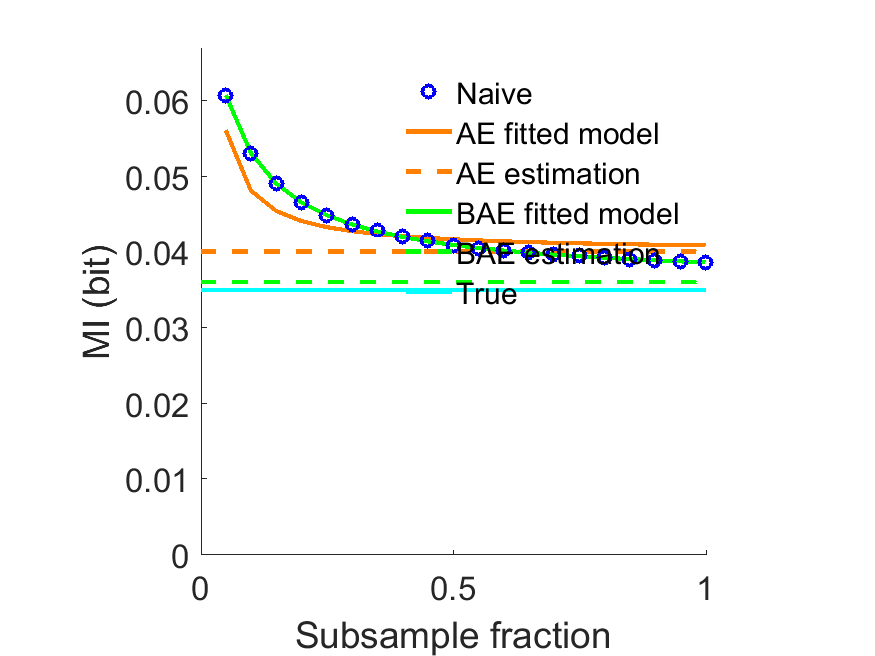 0.06
0.05
0.04
0.03
0.02
0.01
0
MI (bit)
Naive
AE fitted model
AE estimation
BAE fitted model
BAE estimation
True
0
0.5
1
Subsample fraction